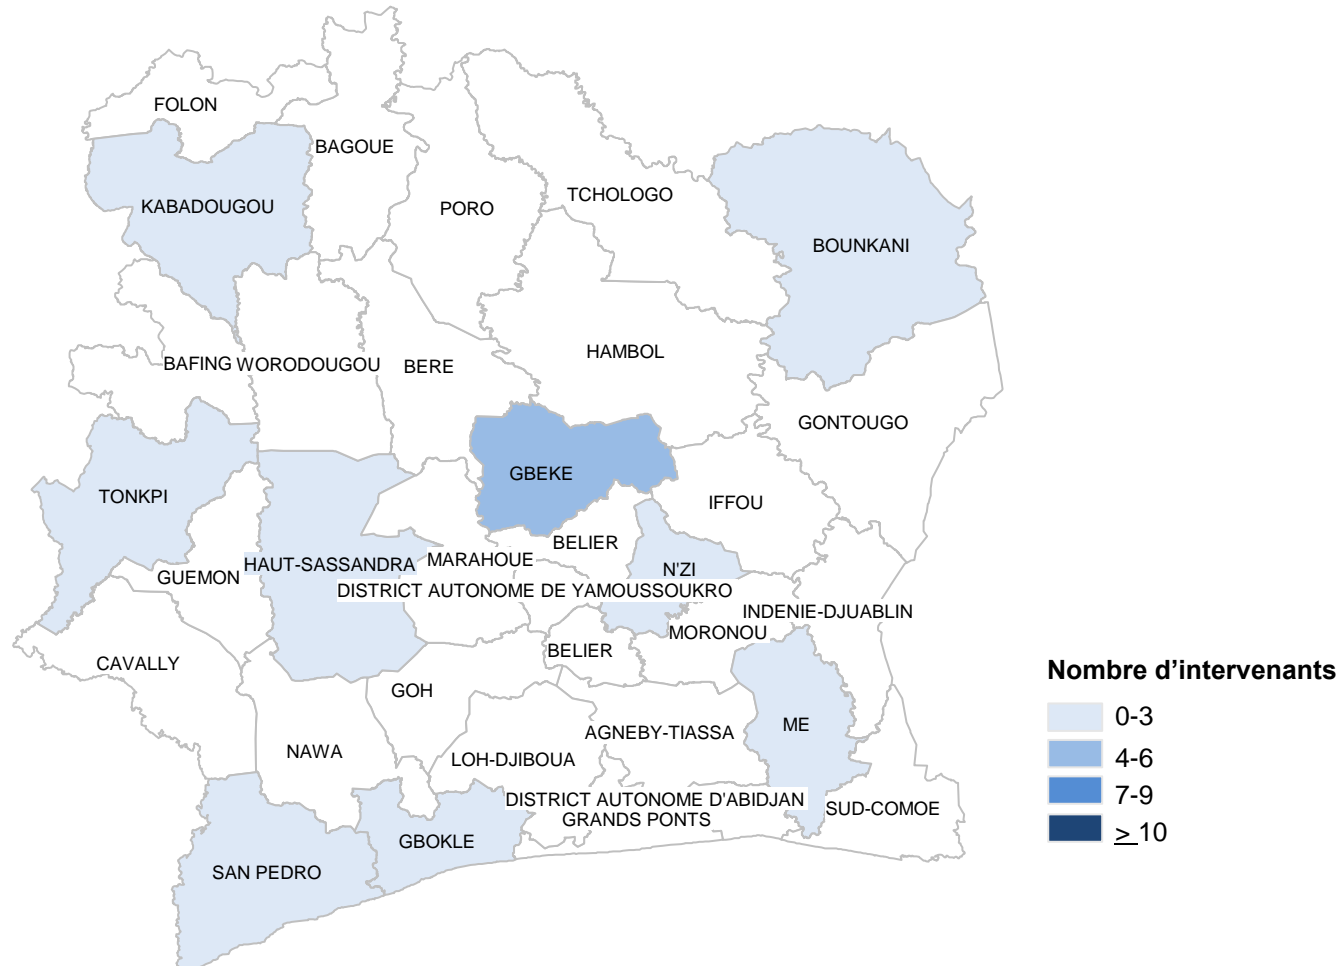 FOLON
BAGOUE
KABADOUGOU
PORO
TCHOLOGO
BOUNKANI
BAFING
WORODOUGOU
BERE
HAMBOL
GONTOUGO
GBEKE
TONKPI
IFFOU
BELIER
MARAHOUE
HAUT-SASSANDRA
N'ZI
GUEMON
DISTRICT AUTONOME DE YAMOUSSOUKRO
INDENIE-DJUABLIN
MORONOU
BELIER
CAVALLY
GOH
ME
AGNEBY-TIASSA
NAWA
LOH-DJIBOUA
DISTRICT AUTONOME D'ABIDJAN
GRANDS PONTS
SUD-COMOE
GBOKLE
SAN PEDRO
Nombre d’intervenants
0-3
4-6
7-9
≥ 10